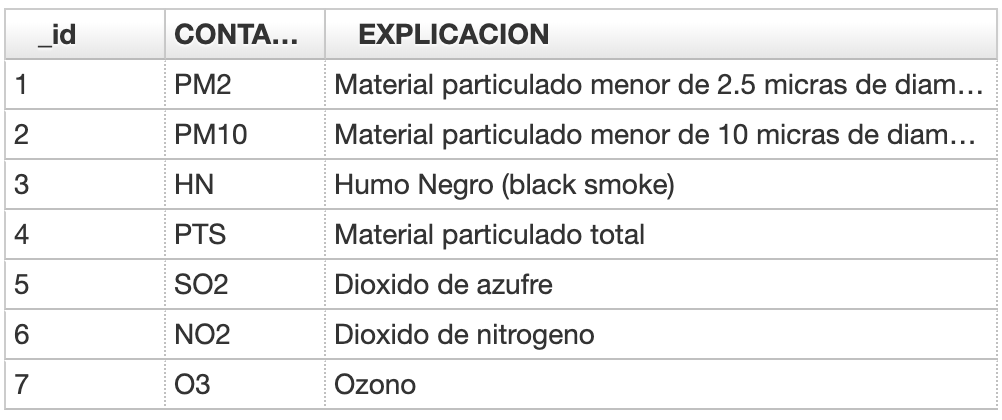 _id CONTA... EXPLICACION
1 PM2 Material particulado menor de 2.5 micras de diam...
2 PM10 Material particulado menor de 10 micras de diam...
3 HN Humo Negro (black smoke)
4 PTS Material particulado total
5 SO2 Dioxido de azufre
6 NO2 Dioxido de nitrogeno
7 O3 Ozono